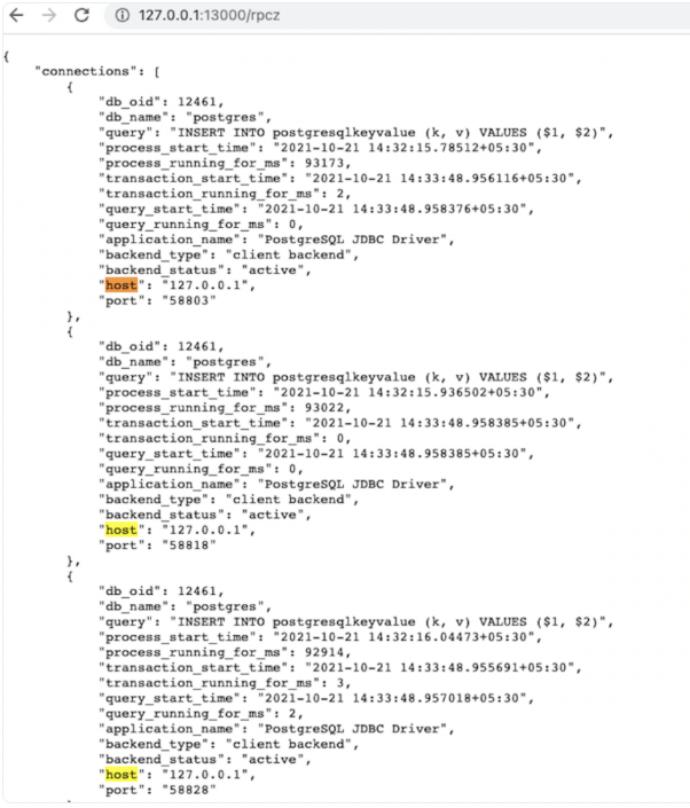 127.0.0.1:13000/rpcz
{
"connections": [
{
"db_oid": 12461,
"db_name": "postgres",
"query": "INSERT INTO postgresqlkeyvalue (k, v) VALUES ($1, $2)",
"process_start_time": "2021-10-21 14:32:15.78512+05:30",
"process_running_for_ms": 93173,
"transaction_start_time": "2021-10-21 14:33:48.956116+05:30",
"transaction_running_for_ms": 2,
"query_start_time": "2021-10-21 14:33:48.958376+05:30",
"query_running_for_ms": 0,
"application_name": "PostgreSQL JDBC Driver",
"backend_type": "client backend",
"backend_status": "active",
"host": "127.0.0.1",
"port": "58803"
},
{
"db_oid": 12461,
"db_name": "postgres",
"query": "INSERT INTO postgresqlkeyvalue (k, v) VALUES ($1, $2)",
"process_start_time": "2021-10-21 14:32:15.936502+05:30",
"process_running_for_ms": 93022,
"transaction_start_time": "2021-10-21 14:33:48.958385+05:30",
"transaction_running_for_ms": 0,
"query_start_time": "2021-10-21 14:33:48.958385+05:30",
"query_running_for_ms": 0,
"application_name": "PostgreSQL JDBC Driver",
"backend_type": "client backend",
"backend_status": "active",
"host": "127.0.0.1",
"port": "58818"
},
{
"db_oid": 12461,
"db_name": "postgres",
"query": "INSERT INTO postgresqlkeyvalue (k, v) VALUES ($1, $2)",
"process_start_time": "2021-10-21 14:32:16.04473+05:30",
"process_running_for_ms": 92914,
"transaction_start_time": "2021-10-21 14:33:48.955691+05:30",
"transaction_running_for_ms": 3,
"query_start_time": "2021-10-21 14:33:48.957018+05:30",
"query_running_for_ms": 2,
"application_name": "PostgreSQL JDBC Driver",
"backend_type": "client backend",
"backend_status": "active",
"host": "127.0.0.1",
"port": "58828"